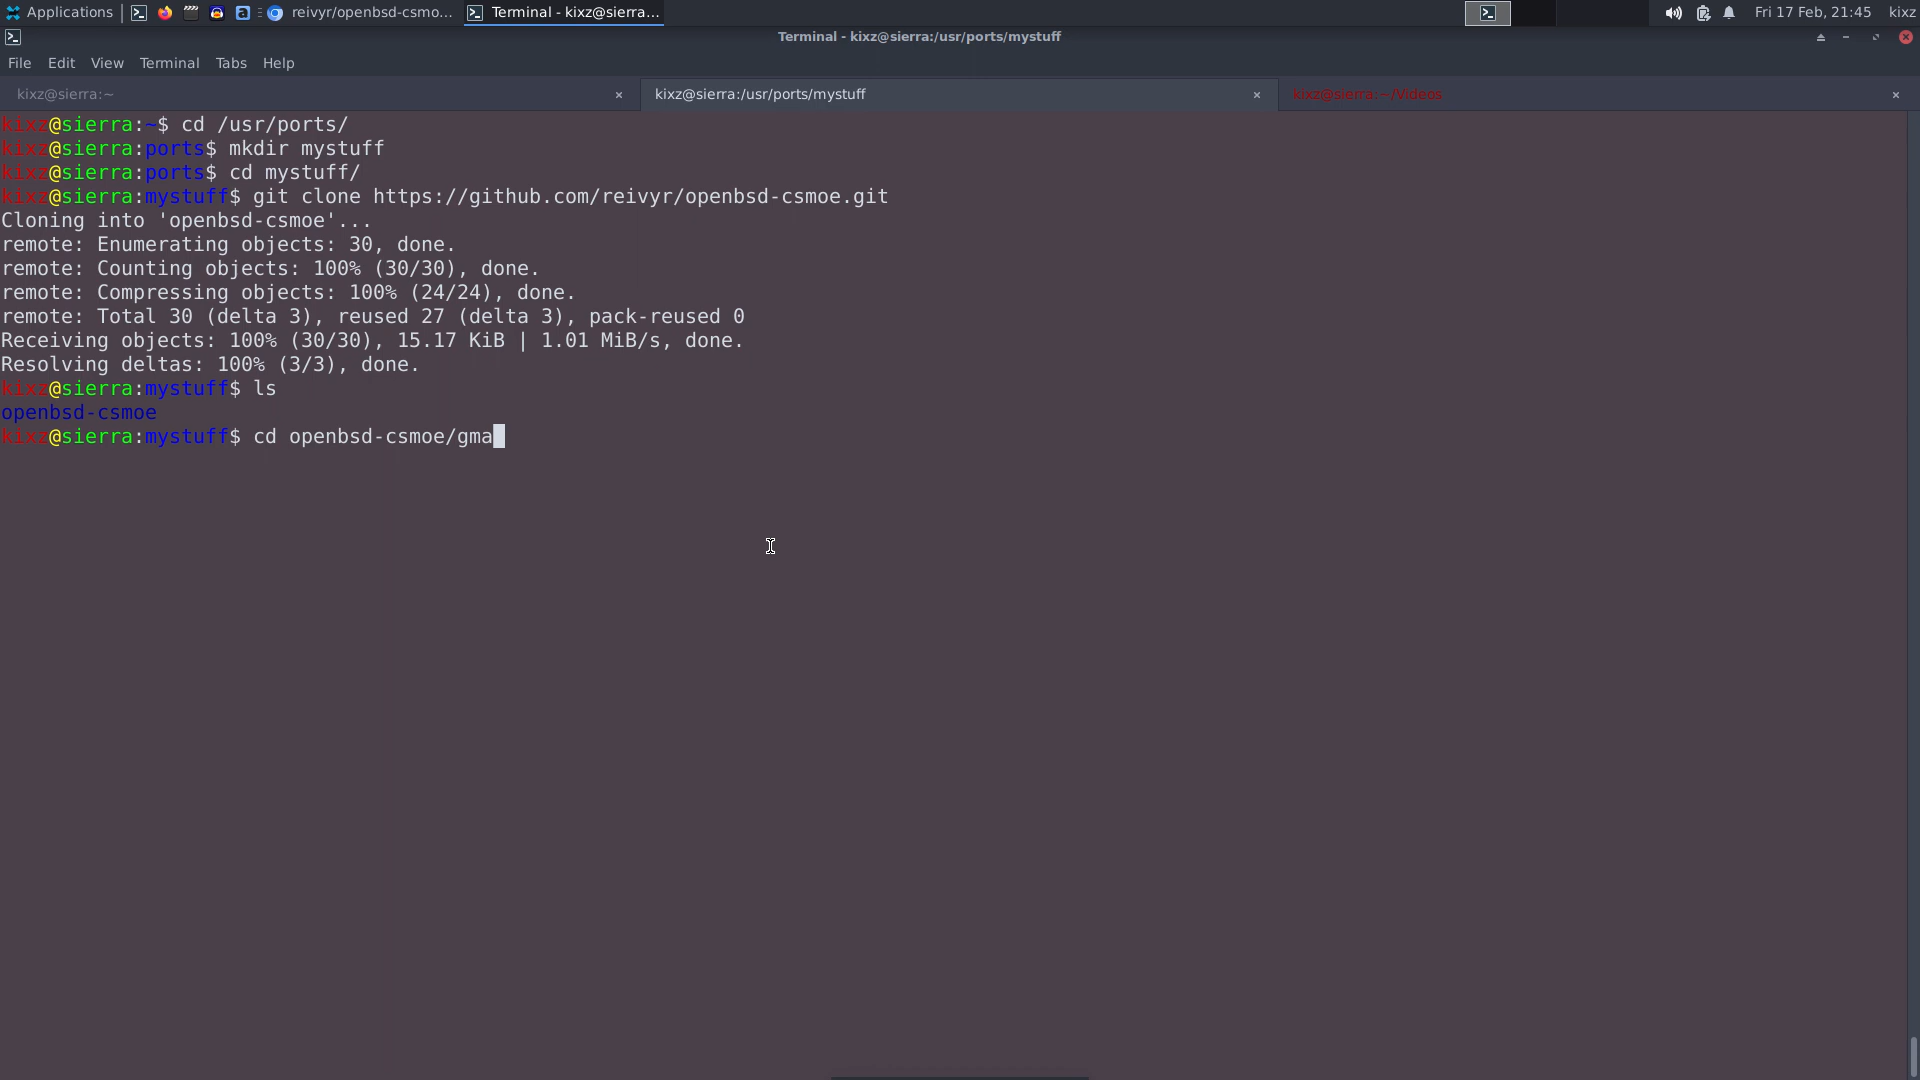 Applications reivyr/openbsd-csmo... Terminal - kixz@sierra... Fri 17 Feb, 21:45 kixz
Terminal - kixz@sierra:/usr/ports/mystuff
File Edit View Terminal Tabs Help
kixz@sierra:~ kixz@sierra:/usr/ports/mystuff kixz@sierra:~/Videos
kixz@sierra:~$ cd /usr/ports/
kixz@sierra:ports$ mkdir mystuff
kixz@sierra:ports$ cd mystuff/
kixz@sierra:mystuff$ git clone https://github.com/reivyr/openbsd-csmoe.git
Cloning into 'openbsd-csmoe'...
remote: Enumerating objects: 30, done.
remote: Counting objects: 100% (30/30), done.
remote: Compressing objects: 100% (24/24), done.
remote: Total 30 (delta 3), reused 27 (delta 3), pack-reused 0
Receiving objects: 100% (30/30), 15.17 KiB | 1.01 MiB/s, done.
Resolving deltas: 100% (3/3), done.
kixz@sierra:mystuff$ ls
openbsd-csmoe
kixz@sierra:mystuff$ cd openbsd-csmoe/gma